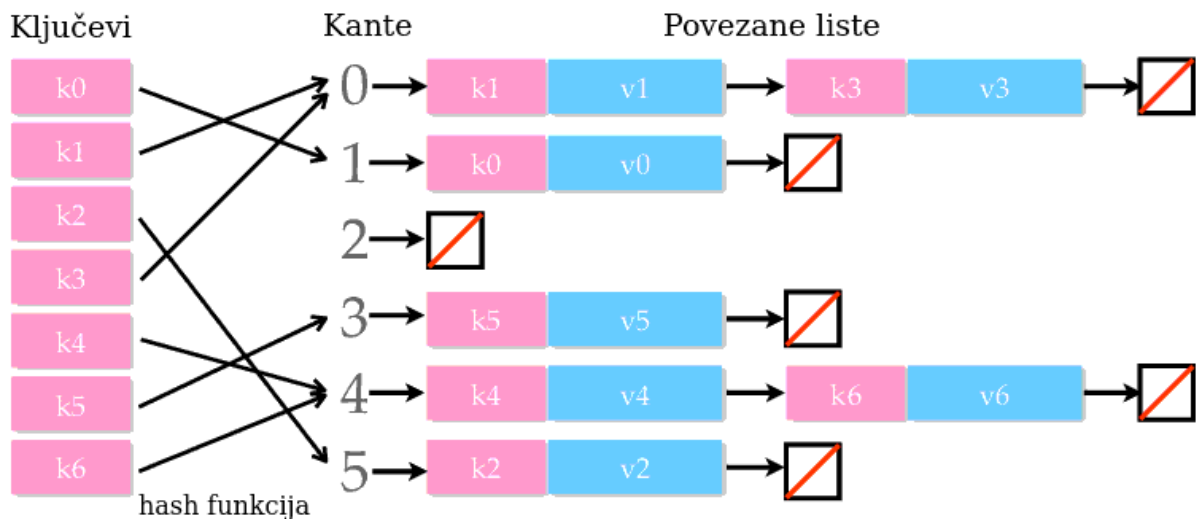 Ključevi
Kante
Povezane liste
k0
k1
k2
k3
k4
k5
k6
hash funkcija
0 k1 v1 k3 v3
1 k0 v0
2
3 k5 v5
4 k4 v4 k6 v6
5 k2 v2